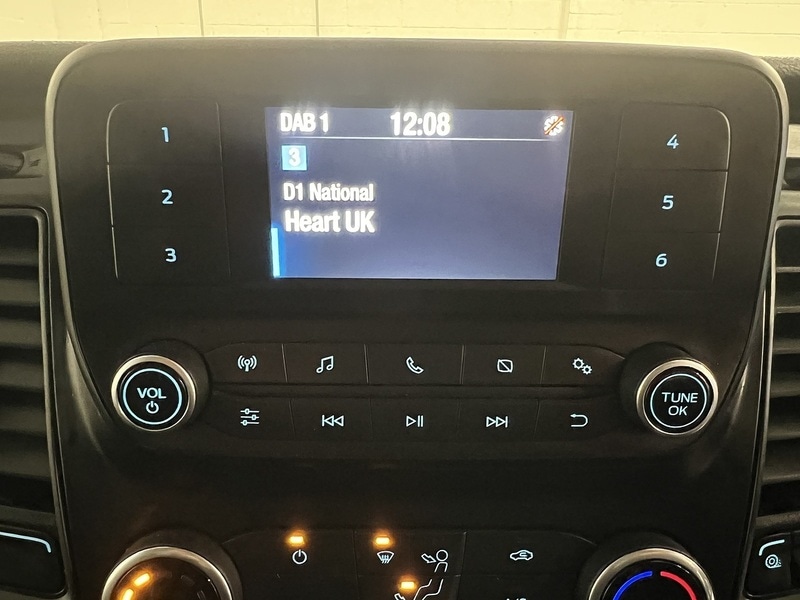 DAB 1 12:08
3
D1 National
Heart UK
1
2
3
4
5
6
VOL
TUNE
OK